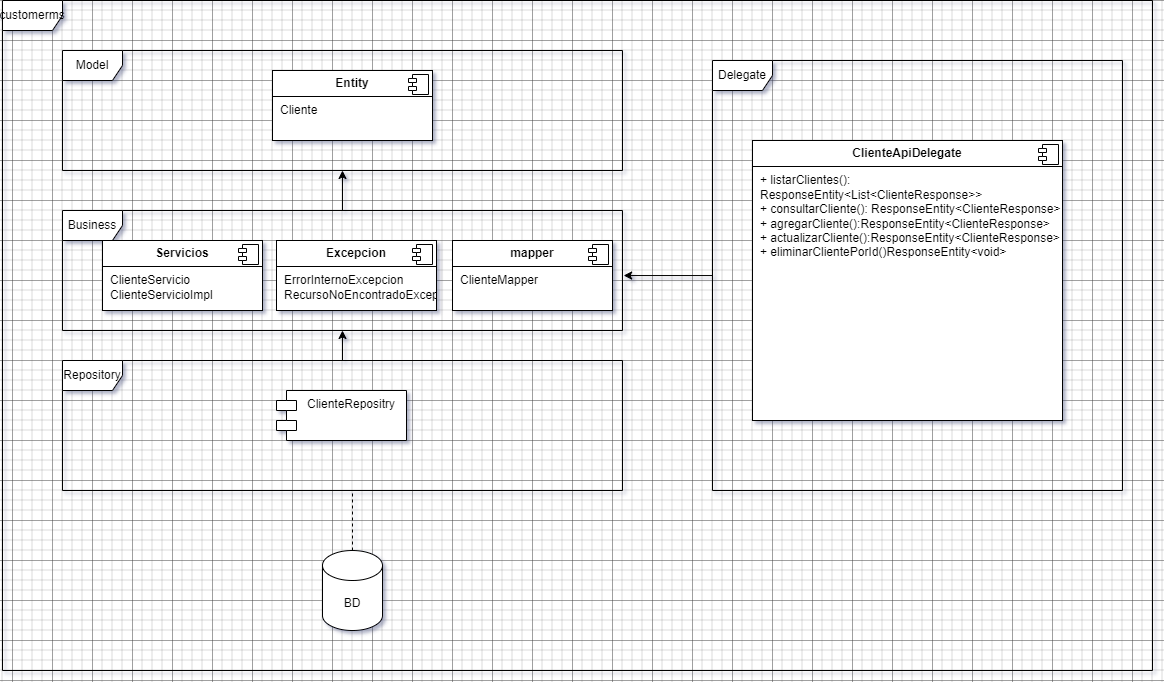 customerms
Model
Entity
Cliente
Delegate
ClienteApiDelegate
+ listarClientes():
ResponseEntity<List<ClienteResponse>>
+ consultarCliente(): ResponseEntity<ClienteResponse>
+ agregarCliente():ResponseEntity<ClienteResponse>
+ actualizarCliente():ResponseEntity<ClienteResponse>
+ eliminarClientePorId()ResponseEntity<void>
Business
Servicios
ClienteServicio
ClienteServicioImpl
Excepcion
ErrorInternoExcepcion
RecursoNoEncontradoExcep
mapper
ClienteMapper
Repository
ClienteRepositry
BD